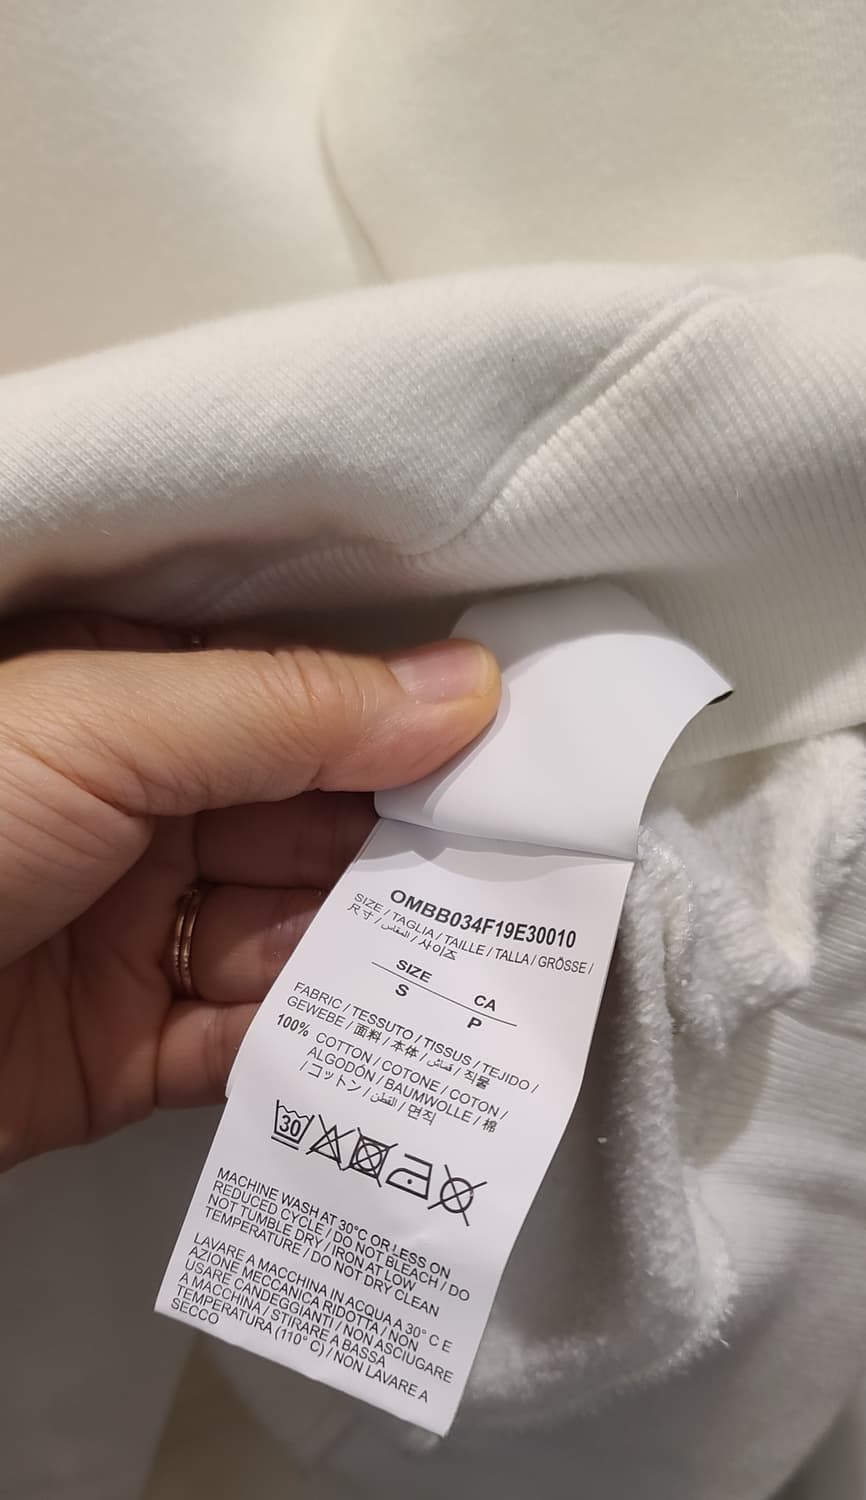 OMBB034F19E30010
SIZE / TAGLIA / TAILLE / TALLA / GRÖSSE /
尺寸 / المقاس / 사이즈
SIZE CA
S P
FABRIC / TESSUTO / TISSUS / TEJIDO /
GEWEBE / 面料 / 本体 / قماش / 직물
100% COTTON / COTONE / COTON /
ALGODÓN / BAUMWOLLE / 棉
/ コットン / القطن / 면직
30
MACHINE WASH AT 30°C OR LESS ON
REDUCED CYCLE / DO NOT BLEACH / DO
NOT TUMBLE DRY / IRON AT LOW
TEMPERATURE / DO NOT DRY CLEAN
LAVARE A MACCHINA IN ACQUA A 30° C E
AZIONE MECCANICA RIDOTTA / NON
USARE CANDEGGIANTI / NON ASCIUGARE
A MACCHINA / STIRARE A BASSA
TEMPERATURA (110° C) / NON LAVARE A
SECCO